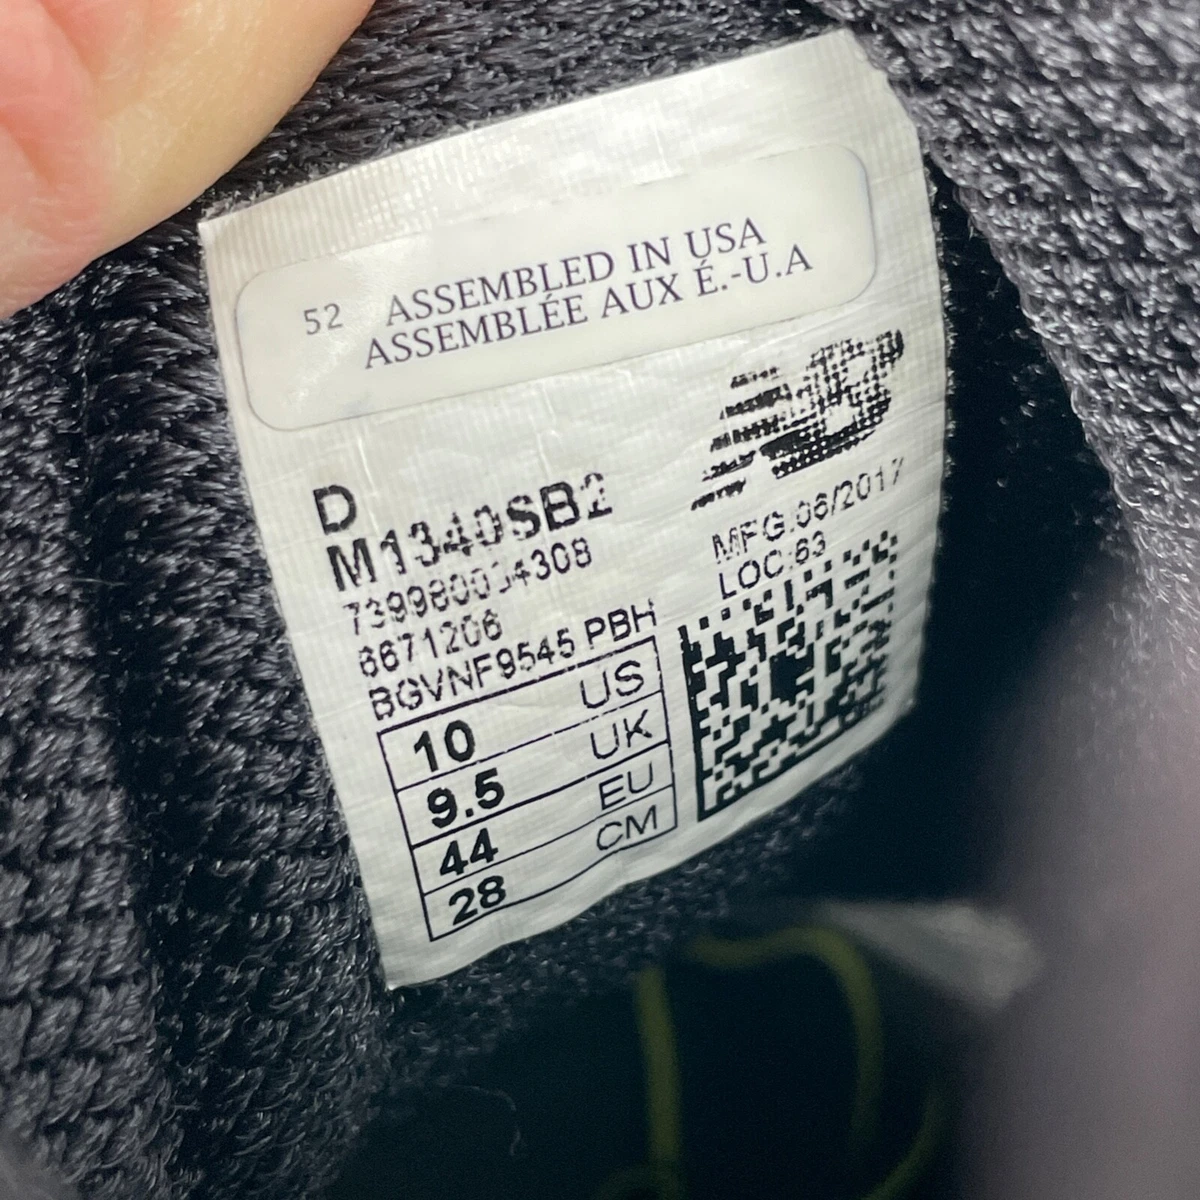 52 ASSEMBLED IN USA
ASSEMBLÉE AUX É.-U.A
D
M1340SB2
MFG.06/2017
LOC:63
6671206
BGVNF9545 PBH
10 US
9.5 UK
44 EU
28 CM